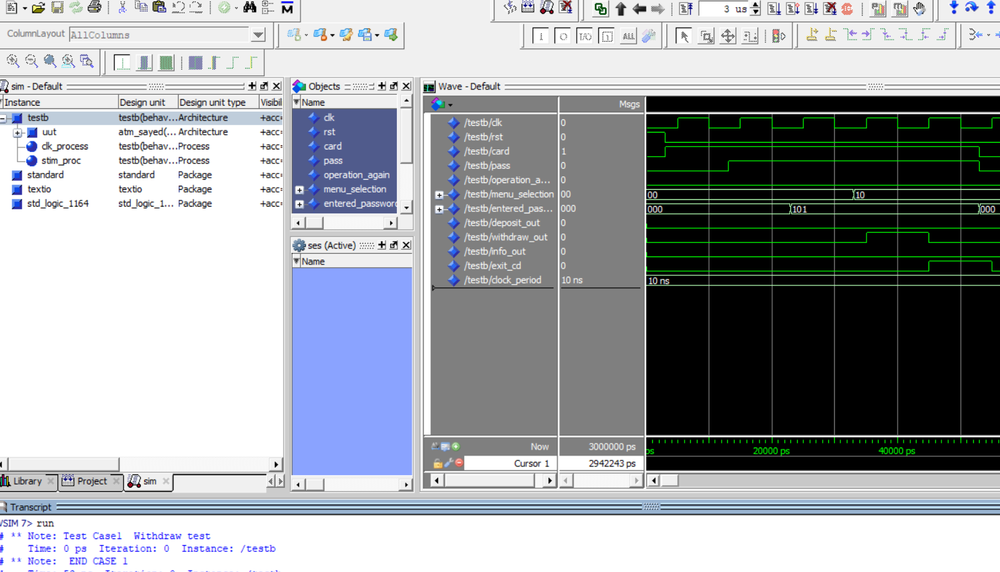 3 us
ColumnLayout AllColumns
ALL
sim - Default
Instance Design unit Design unit type Visibil
testb testb(behav... Architecture +acc=
uut atm_sayed(... Architecture +acc=
clk_process testb(behav... Process +acc=
stim_proc testb(behav... Process +acc=
standard standard Package +acc=
textio textio Package +acc=
std_logic_1164 std_logic_1... Package +acc=
Library Project sim
Objects
Name
clk
rst
card
pass
operation_again
menu_selection
entered_password
ses (Active)
Name
Wave - Default
Msgs
/testb/clk 0
/testb/rst 0
/testb/card 1
/testb/pass 0
/testb/operation_a... 0
/testb/menu_selection 00 00 10
/testb/entered_pas... 000 000 101 000
/testb/deposit_out 0
/testb/withdraw_out 0
/testb/info_out 0
/testb/exit_cd 0
/testb/clock_period 10 ns 10 ns
Now 3000000 ps ps 20000 ps 40000 ps
Cursor 1 2942243 ps
Transcript
VSIM 7> run
# ** Note: Test Case1 Withdraw test
# Time: 0 ps Iteration: 0 Instance: /testb
# ** Note: END CASE 1